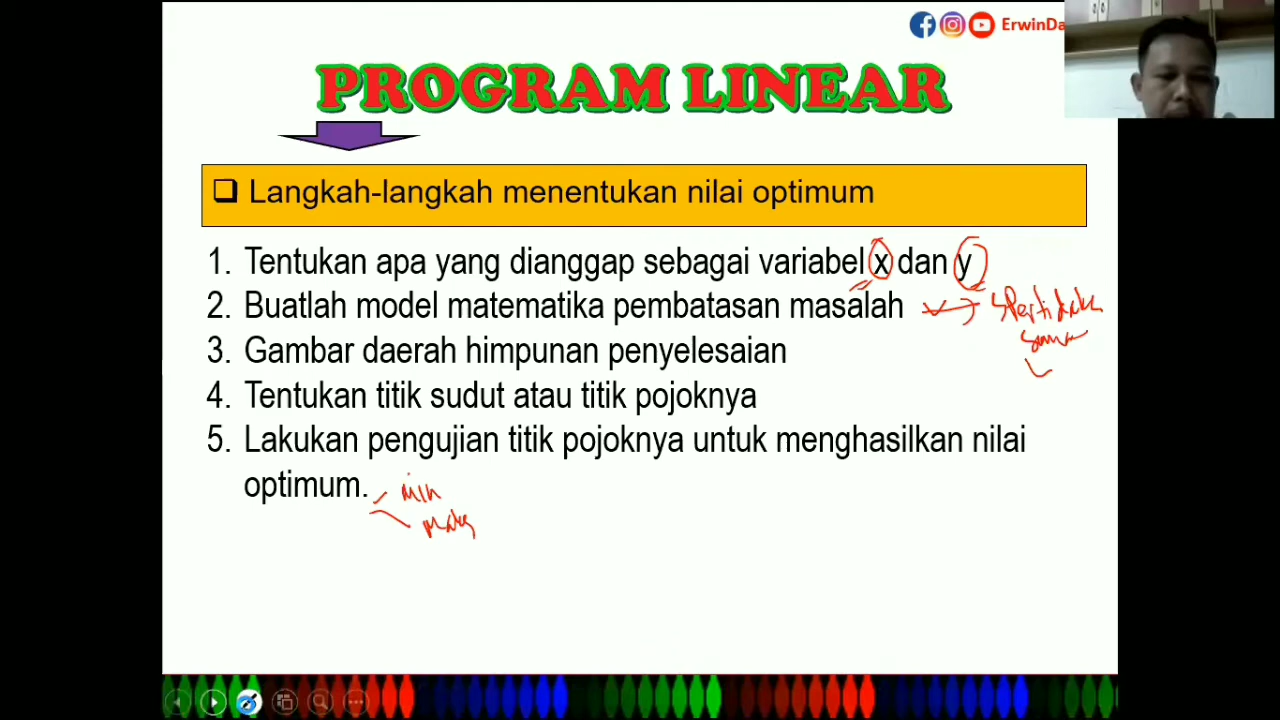 ErwinDa
PROGRAM LINEAR
Langkah-langkah menentukan nilai optimum
1. Tentukan apa yang dianggap sebagai variabel x dan y
2. Buatlah model matematika pembatasan masalah
Pertidaksa
sama
3. Gambar daerah himpunan penyelesaian
4. Tentukan titik sudut atau titik pojoknya
5. Lakukan pengujian titik pojoknya untuk menghasilkan nilai
optimum.
min
maks